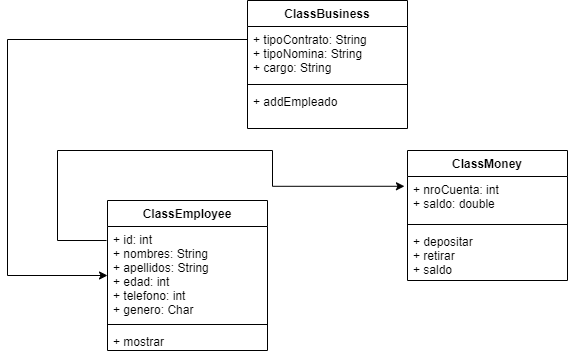 ClassBusiness
+ tipoContrato: String
+ tipoNomina: String
+ cargo: String
+ addEmpleado
ClassMoney
+ nroCuenta: int
+ saldo: double
+ depositar
+ retirar
+ saldo
ClassEmployee
+ id: int
+ nombres: String
+ apellidos: String
+ edad: int
+ telefono: int
+ genero: Char
+ mostrar